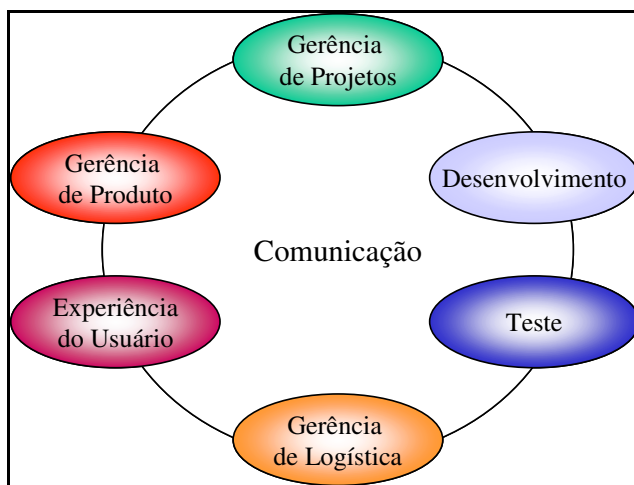 Gerência
de Projetos
Gerência
de Produto
Desenvolvimento
Comunicação
Experiência
do Usuário
Teste
Gerência
de Logística